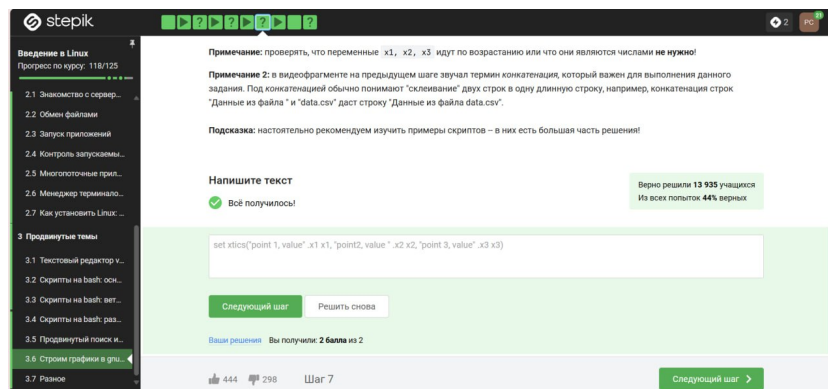 stepik
2
PC
21
Введение в Linux
Прогресс по курсу: 118/125
2.1 Знакомство с сервер...
2.2 Обмен файлами
2.3 Запуск приложений
2.4 Контроль запускаемы...
2.5 Многопоточные прил...
2.6 Менеджер терминало...
2.7 Как установить Linux: ...
3 Продвинутые темы
3.1 Текстовый редактор v...
3.2 Скрипты на bash: осн...
3.3 Скрипты на bash: вет...
3.4 Скрипты на bash: раз...
3.5 Продвинутый поиск и...
3.6 Строим графики в gnu...
3.7 Разное
Примечание: проверять, что переменные x1, x2, x3 идут по возрастанию или что они являются числами не нужно!
Примечание 2: в видеофрагменте на предыдущем шаге звучал термин конкатенация, который важен для выполнения данного
задания. Под конкатенацией обычно понимают "склеивание" двух строк в одну длинную строку, например, конкатенация строк
"Данные из файла " и "data.csv" даст строку "Данные из файла data.csv".
Подсказка: настоятельно рекомендуем изучить примеры скриптов – в них есть большая часть решения!
Напишите текст
Всё получилось!
Верно решили 13 935 учащихся
Из всех попыток 44% верных
set xtics("point 1, value" .x1 x1, "point2, value " .x2 x2, "point 3, value" .x3 x3)
Следующий шаг
Решить снова
Ваши решения Вы получили: 2 балла из 2
444 298 Шаг 7
Следующий шаг